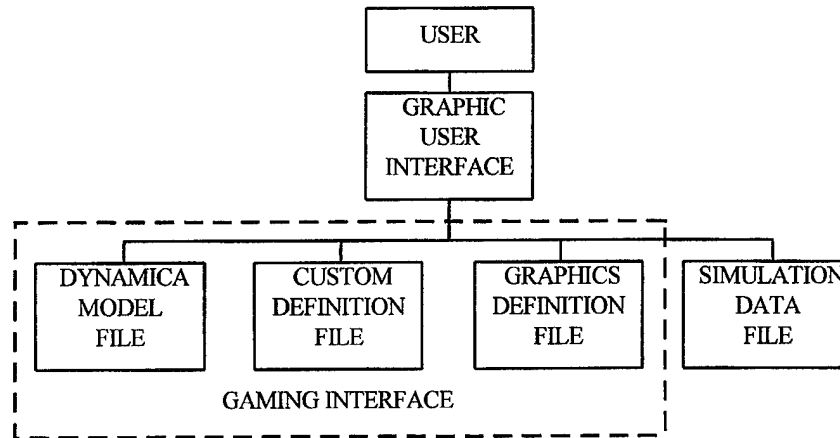 USER
GRAPHIC
USER
INTERFACE
DYNAMICA
MODEL
FILE
CUSTOM
DEFINITION
FILE
GRAPHICS
DEFINITION
FILE
SIMULATION
DATA
FILE
GAMING INTERFACE